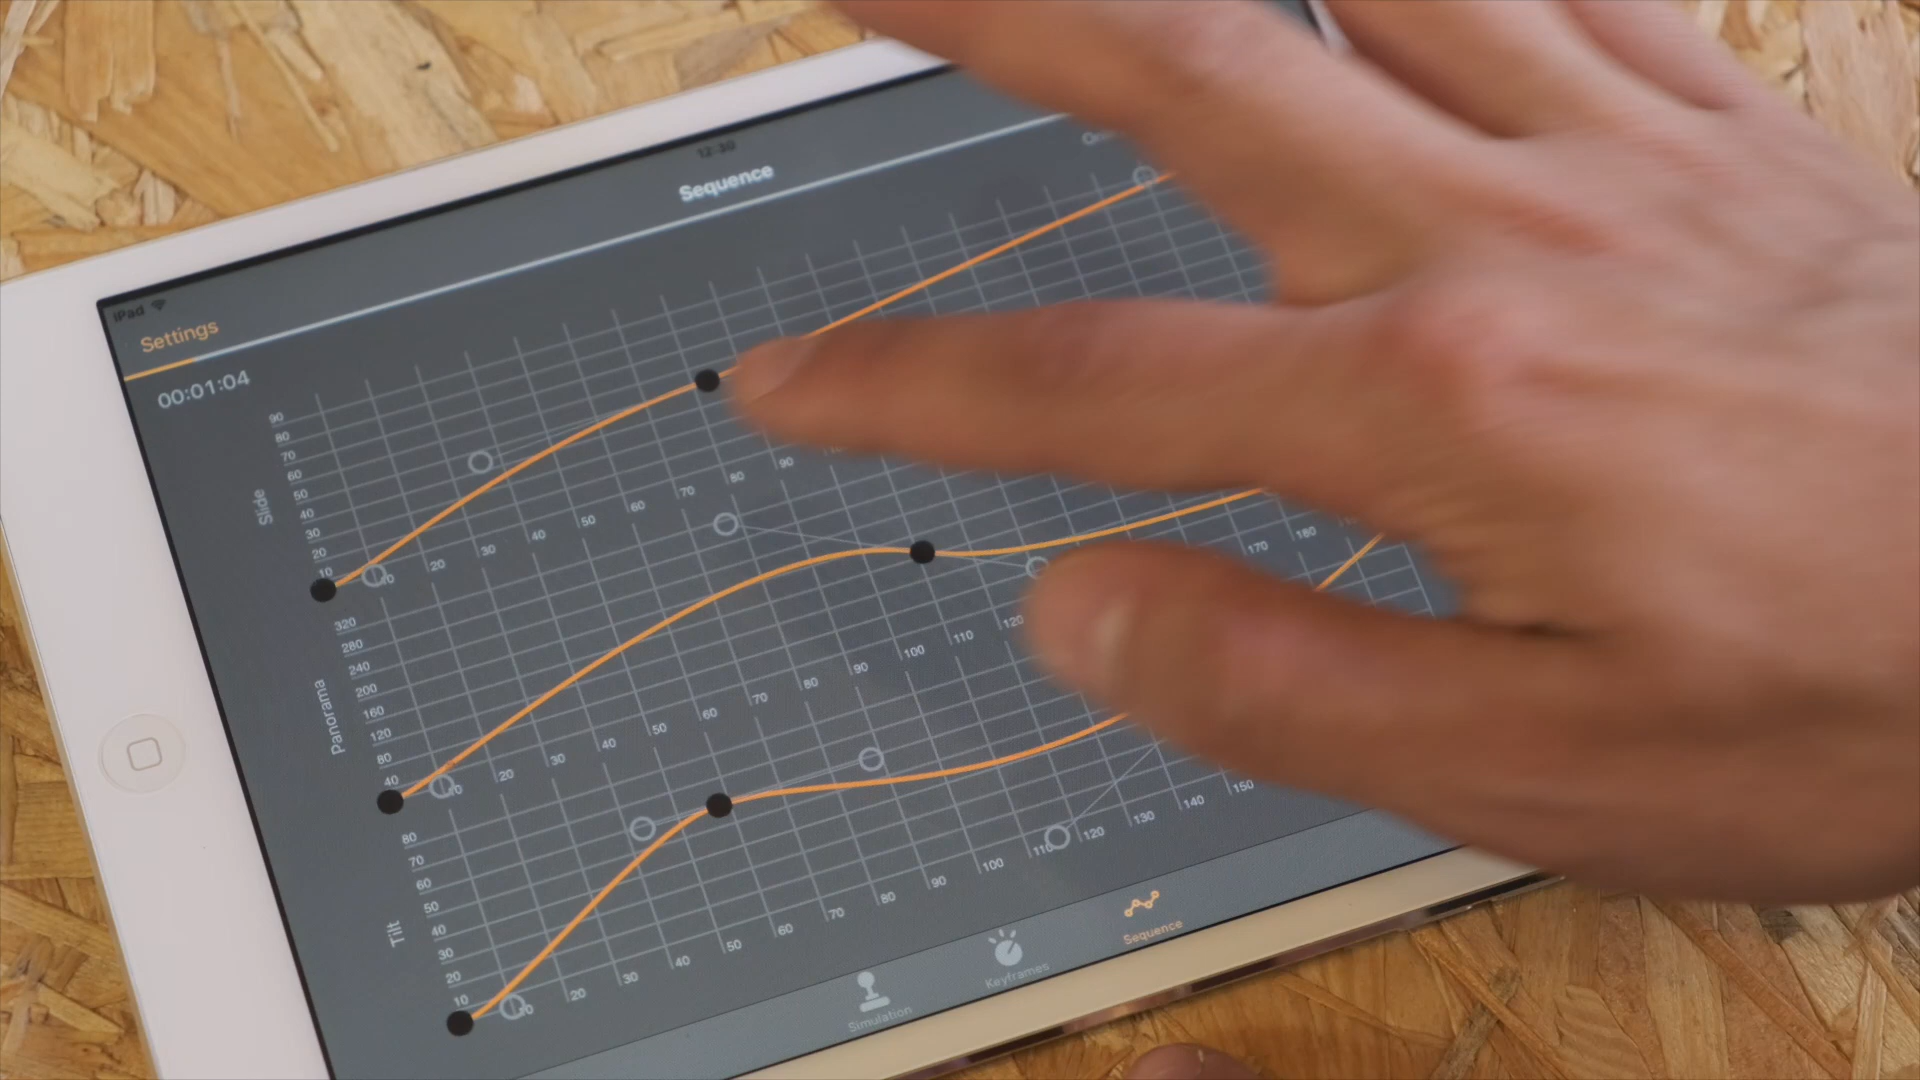 12:30
iPad
Sequence
Settings
00:01:04
Slide
90
80
70
60
50
40
30
20
10
10 20 30 40 50 60 70 80 90
Panorama
320
280
240
200
160
120
80
40
10 20 30 40 50 60 70 80 90 100 110 120 170 180
Tilt
80
70
60
50
40
30
20
10
10 20 30 40 50 60 70 80 90 100 110 120 130 140 150
Simulation
Keyframes
Sequence